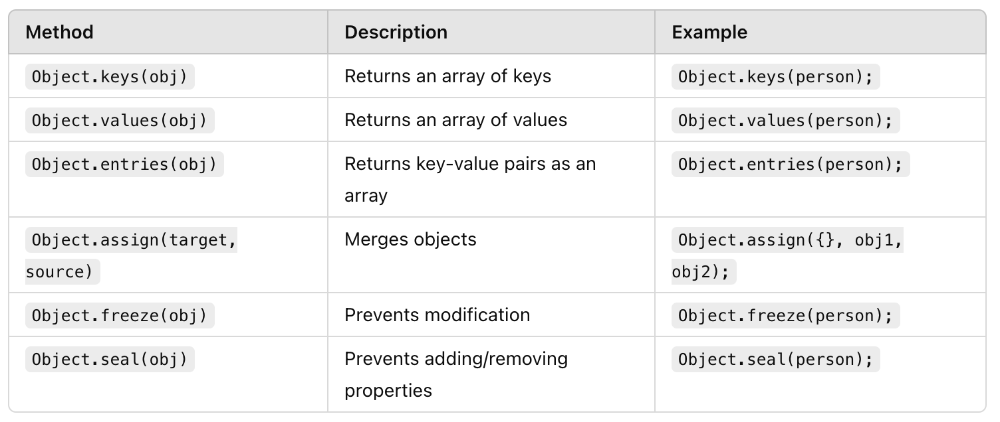 Method Description Example
Object.keys(obj) Returns an array of keys Object.keys(person);
Object.values(obj) Returns an array of values Object.values(person);
Object.entries(obj) Returns key-value pairs as an Object.entries(person);
array
Object.assign(target, Merges objects Object.assign({}, obj1,
source) obj2);
Object.freeze(obj) Prevents modification Object.freeze(person);
Object.seal(obj) Prevents adding/removing Object.seal(person);
properties